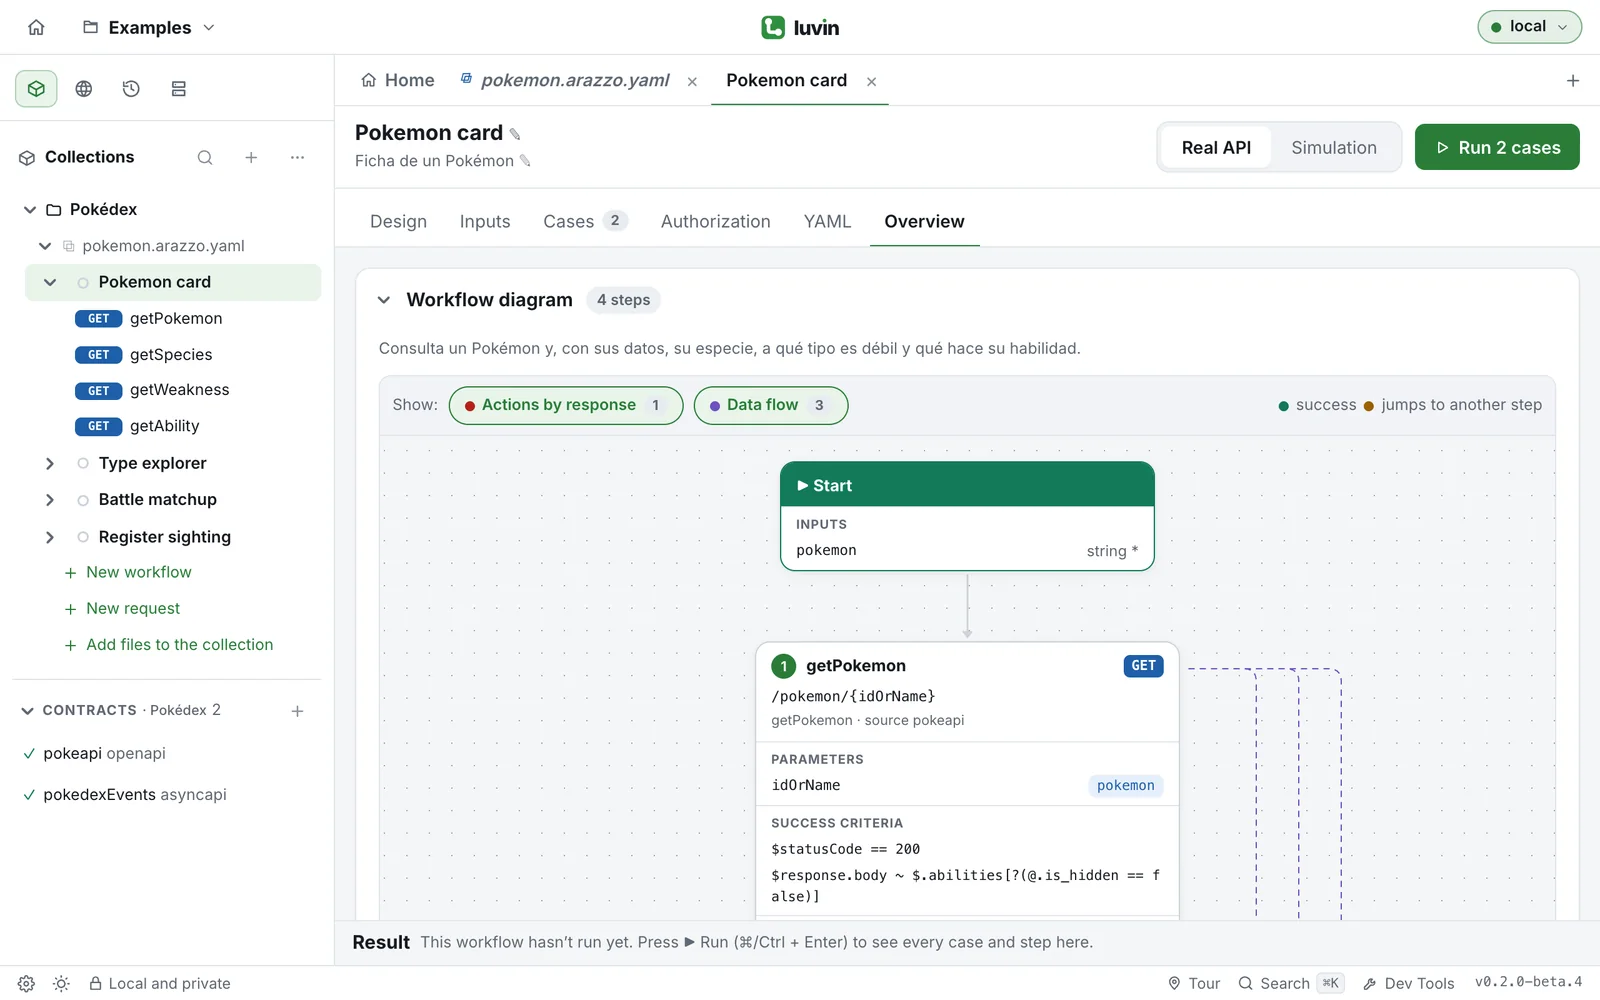 Examples
luvin
local
Home
pokemon.arazzo.yaml
Pokemon card
Collections
Pokédex
pokemon.arazzo.yaml
Pokemon card
GET getPokemon
GET getSpecies
GET getWeakness
GET getAbility
Type explorer
Battle matchup
Register sighting
+ New workflow
+ New request
+ Add files to the collection
CONTRACTS · Pokédex 2
pokeapi openapi
pokedexEvents asyncapi
Pokemon card
Ficha de un Pokémon
Real API
Simulation
Run 2 cases
Design
Inputs
Cases 2
Authorization
YAML
Overview
Workflow diagram 4 steps
Consulta un Pokémon y, con sus datos, su especie, a qué tipo es débil y qué hace su habilidad.
Show:
Actions by response 1
Data flow 3
success
jumps to another step
Start
INPUTS
pokemon string *
1 getPokemon GET
/pokemon/{idOrName}
getPokemon · source pokeapi
PARAMETERS
idOrName pokemon
SUCCESS CRITERIA
$statusCode == 200
$response.body ~ $.abilities[?(@.is_hidden == f
alse)]
Result This workflow hasn’t run yet. Press ▶ Run (⌘/Ctrl + Enter) to see every case and step here.
Local and private
Tour
Search ⌘K
Dev Tools
v0.2.0-beta.4